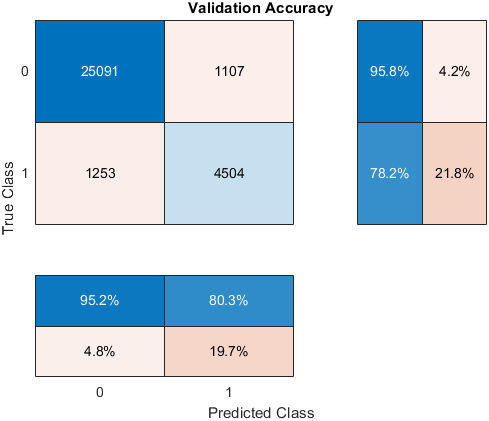 Validation Accuracy
0 25091 1107 95.8% 4.2%
1 1253 4504 78.2% 21.8%
True Class
95.2% 80.3%
4.8% 19.7%
0 1
Predicted Class